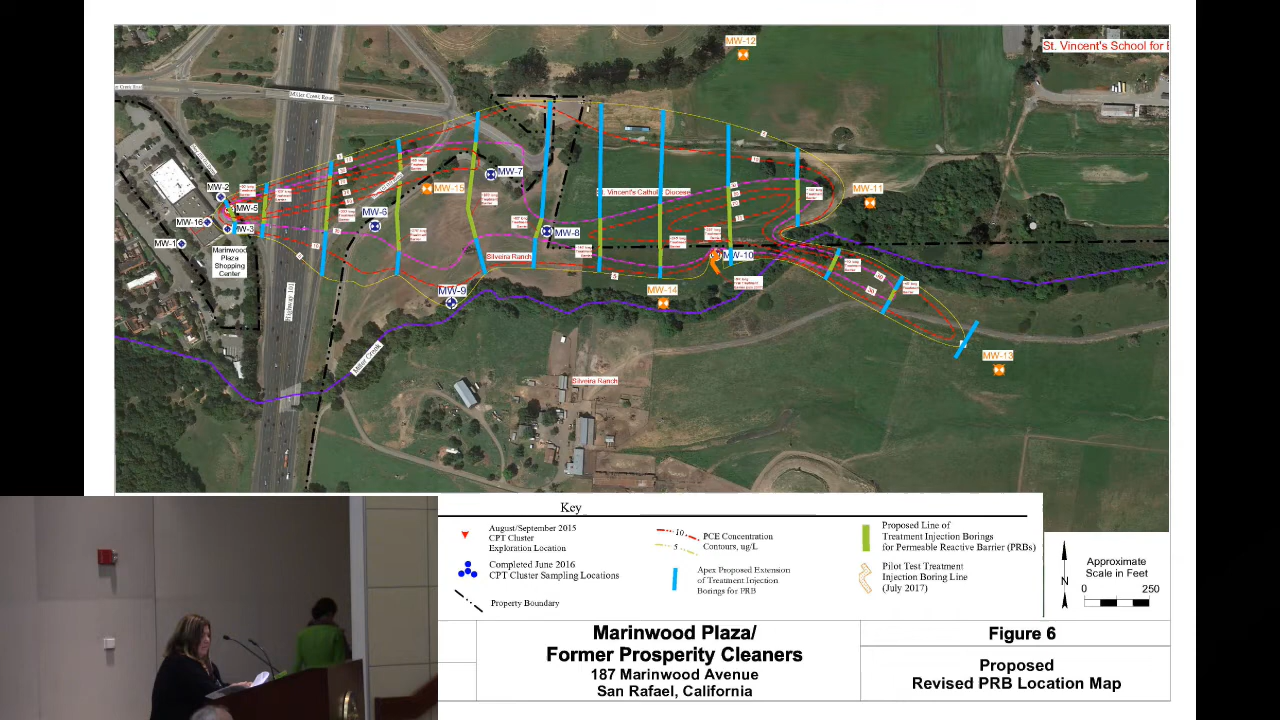 MW-12
St. Vincent's School for B
Miller Creek Road
MW-2
MW-5
MW-16
MW-3
MW-1
Marinwood
Plaza
Shopping
Center
MW-7
MW-15
MW-6
MW-8
MW-9
St. Vincent's Catholic Diocere
MW-11
MW-10
Silveira Ranch
MW-14
MW-13
Highway 101
Miller Creek
Silveira Ranch
Key
August/September 2015
CPT Cluster
Exploration Location
Completed June 2016
CPT Cluster Sampling Locations
Property Boundary
10
5
PCE Concentration
Contours, ug/L
Apex Proposed Extension
of Treatment Injection
Borings for PRB
Proposed Line of
Treatment Injection Borings
for Permeable Reactive Barrier (PRBs)
Pilot Test Treatment
Injection Boring Line
(July 2017)
N
Approximate
Scale in Feet
0 250
Marinwood Plaza/
Former Prosperity Cleaners
187 Marinwood Avenue
San Rafael, California
Figure 6
Proposed
Revised PRB Location Map